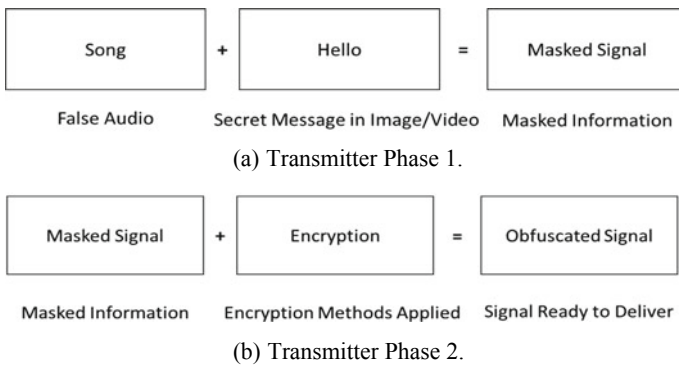 Song + Hello = Masked Signal
False Audio Secret Message in Image/Video Masked Information
(a) Transmitter Phase 1.
Masked Signal + Encryption = Obfuscated Signal
Masked Information Encryption Methods Applied Signal Ready to Deliver
(b) Transmitter Phase 2.